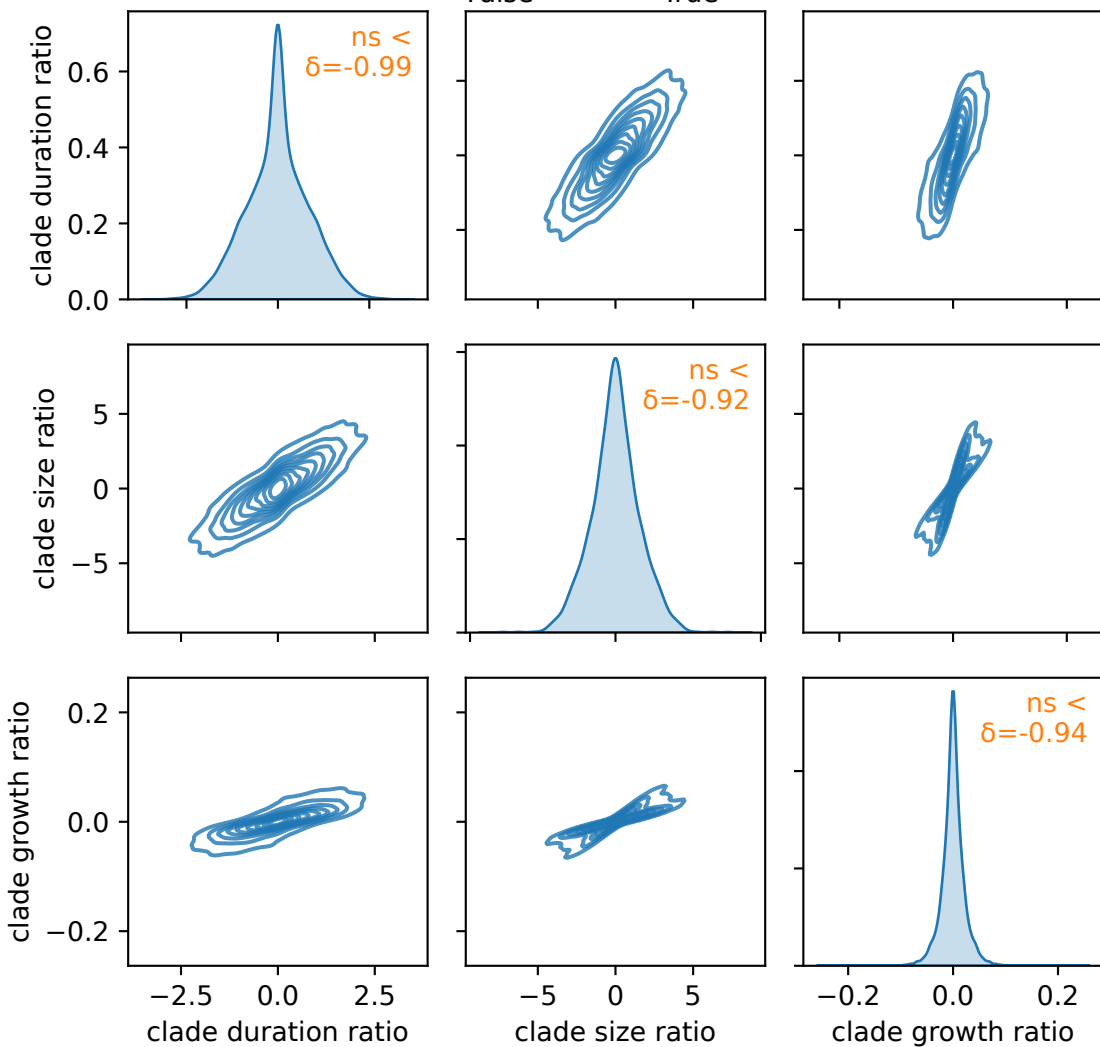 clade duration ratio
0.6
0.4
0.2
0.0
ns <
δ=-0.99
clade size ratio
5
0
−5
ns <
δ=-0.92
clade growth ratio
0.2
0.0
−0.2
ns <
δ=-0.94
−2.5 0.0 2.5
−5 0 5
−0.2 0.0 0.2
clade duration ratio
clade size ratio
clade growth ratio